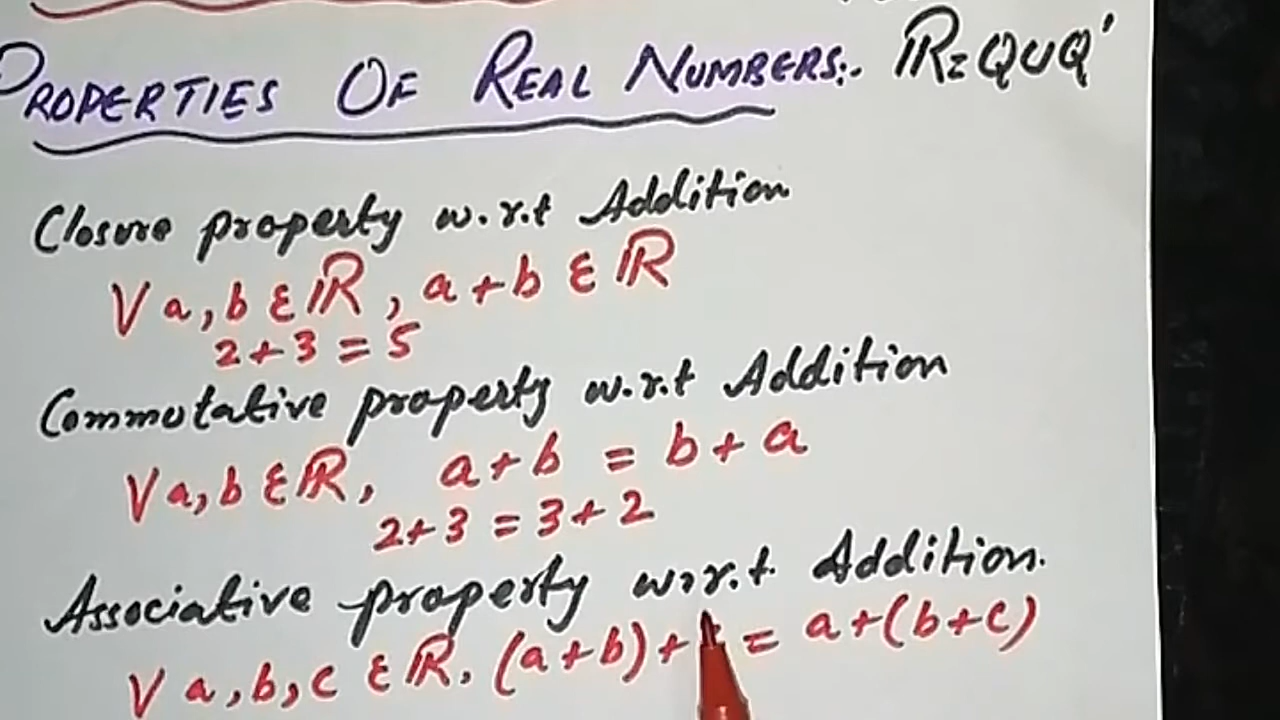 PROPERTIES OF REAL NUMBERS:. ℝ=QUQ'
Closure property w.r.t Addition
∀ a, b ∈ ℝ, a + b ∈ ℝ
2 + 3 = 5
Commutative property w.r.t Addition
∀ a, b ∈ ℝ, a + b = b + a
2 + 3 = 3 + 2
Associative property w.r.t. Addition.
∀ a, b, c ∈ ℝ, (a + b) + = a + (b + c)